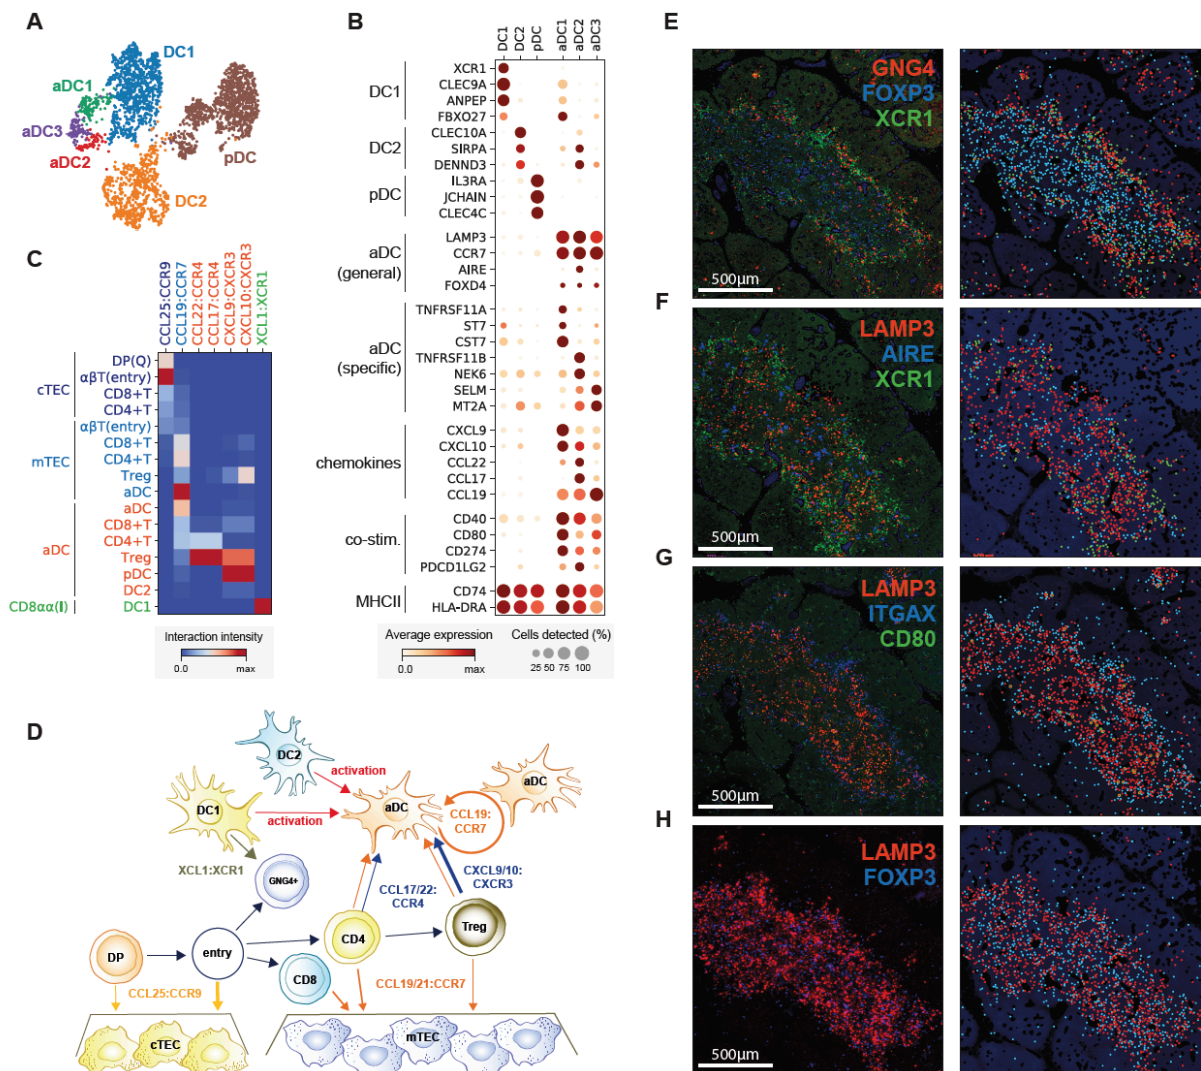 A
DC1
aDC1
aDC3
aDC2
pDC
DC2
B
DC1
DC2
pDC
aDC1
aDC2
aDC3
DC1
XCR1
CLEC9A
ANPEP
FBXO27
DC2
CLEC10A
SIRPA
DENND3
pDC
IL3RA
JCHAIN
CLEC4C
aDC
(general)
LAMP3
CCR7
AIRE
FOXD4
aDC
(specific)
TNFRSF11A
ST7
CST7
TNFRSF11B
NEK6
SELM
MT2A
chemokines
CXCL9
CXCL10
CCL22
CCL17
CCL19
co-stim.
CD40
CD80
CD274
PDCD1LG2
MHCII
CD74
HLA-DRA
Average expression
0.0 max
Cells detected (%)
25 50 75 100
C
CCL25:CCR9
CCL19:CCR7
CCL22:CCR4
CCL17:CCR4
CXCL9:CXCR3
CXCL10:CXCR3
XCL1:XCR1
cTEC
DP(Q)
αβT(entry)
CD8+T
CD4+T
mTEC
αβT(entry)
CD8+T
CD4+T
Treg
aDC
aDC
aDC
CD8+T
CD4+T
Treg
pDC
DC2
CD8αα(I)
DC1
Interaction intensity
0.0 max
D
DC2
activation
DC1
activation
aDC
aDC
CCL19:
CCR7
XCL1:XCR1
GNG4+
CXCL9/10:
CXCR3
CCL17/22:
CCR4
DP
entry
CD4
Treg
CD8
CCL25:CCR9
CCL19/21:CCR7
cTEC
mTEC
E
GNG4
FOXP3
XCR1
500μm
F
LAMP3
AIRE
XCR1
500μm
G
LAMP3
ITGAX
CD80
500μm
H
LAMP3
FOXP3
500μm